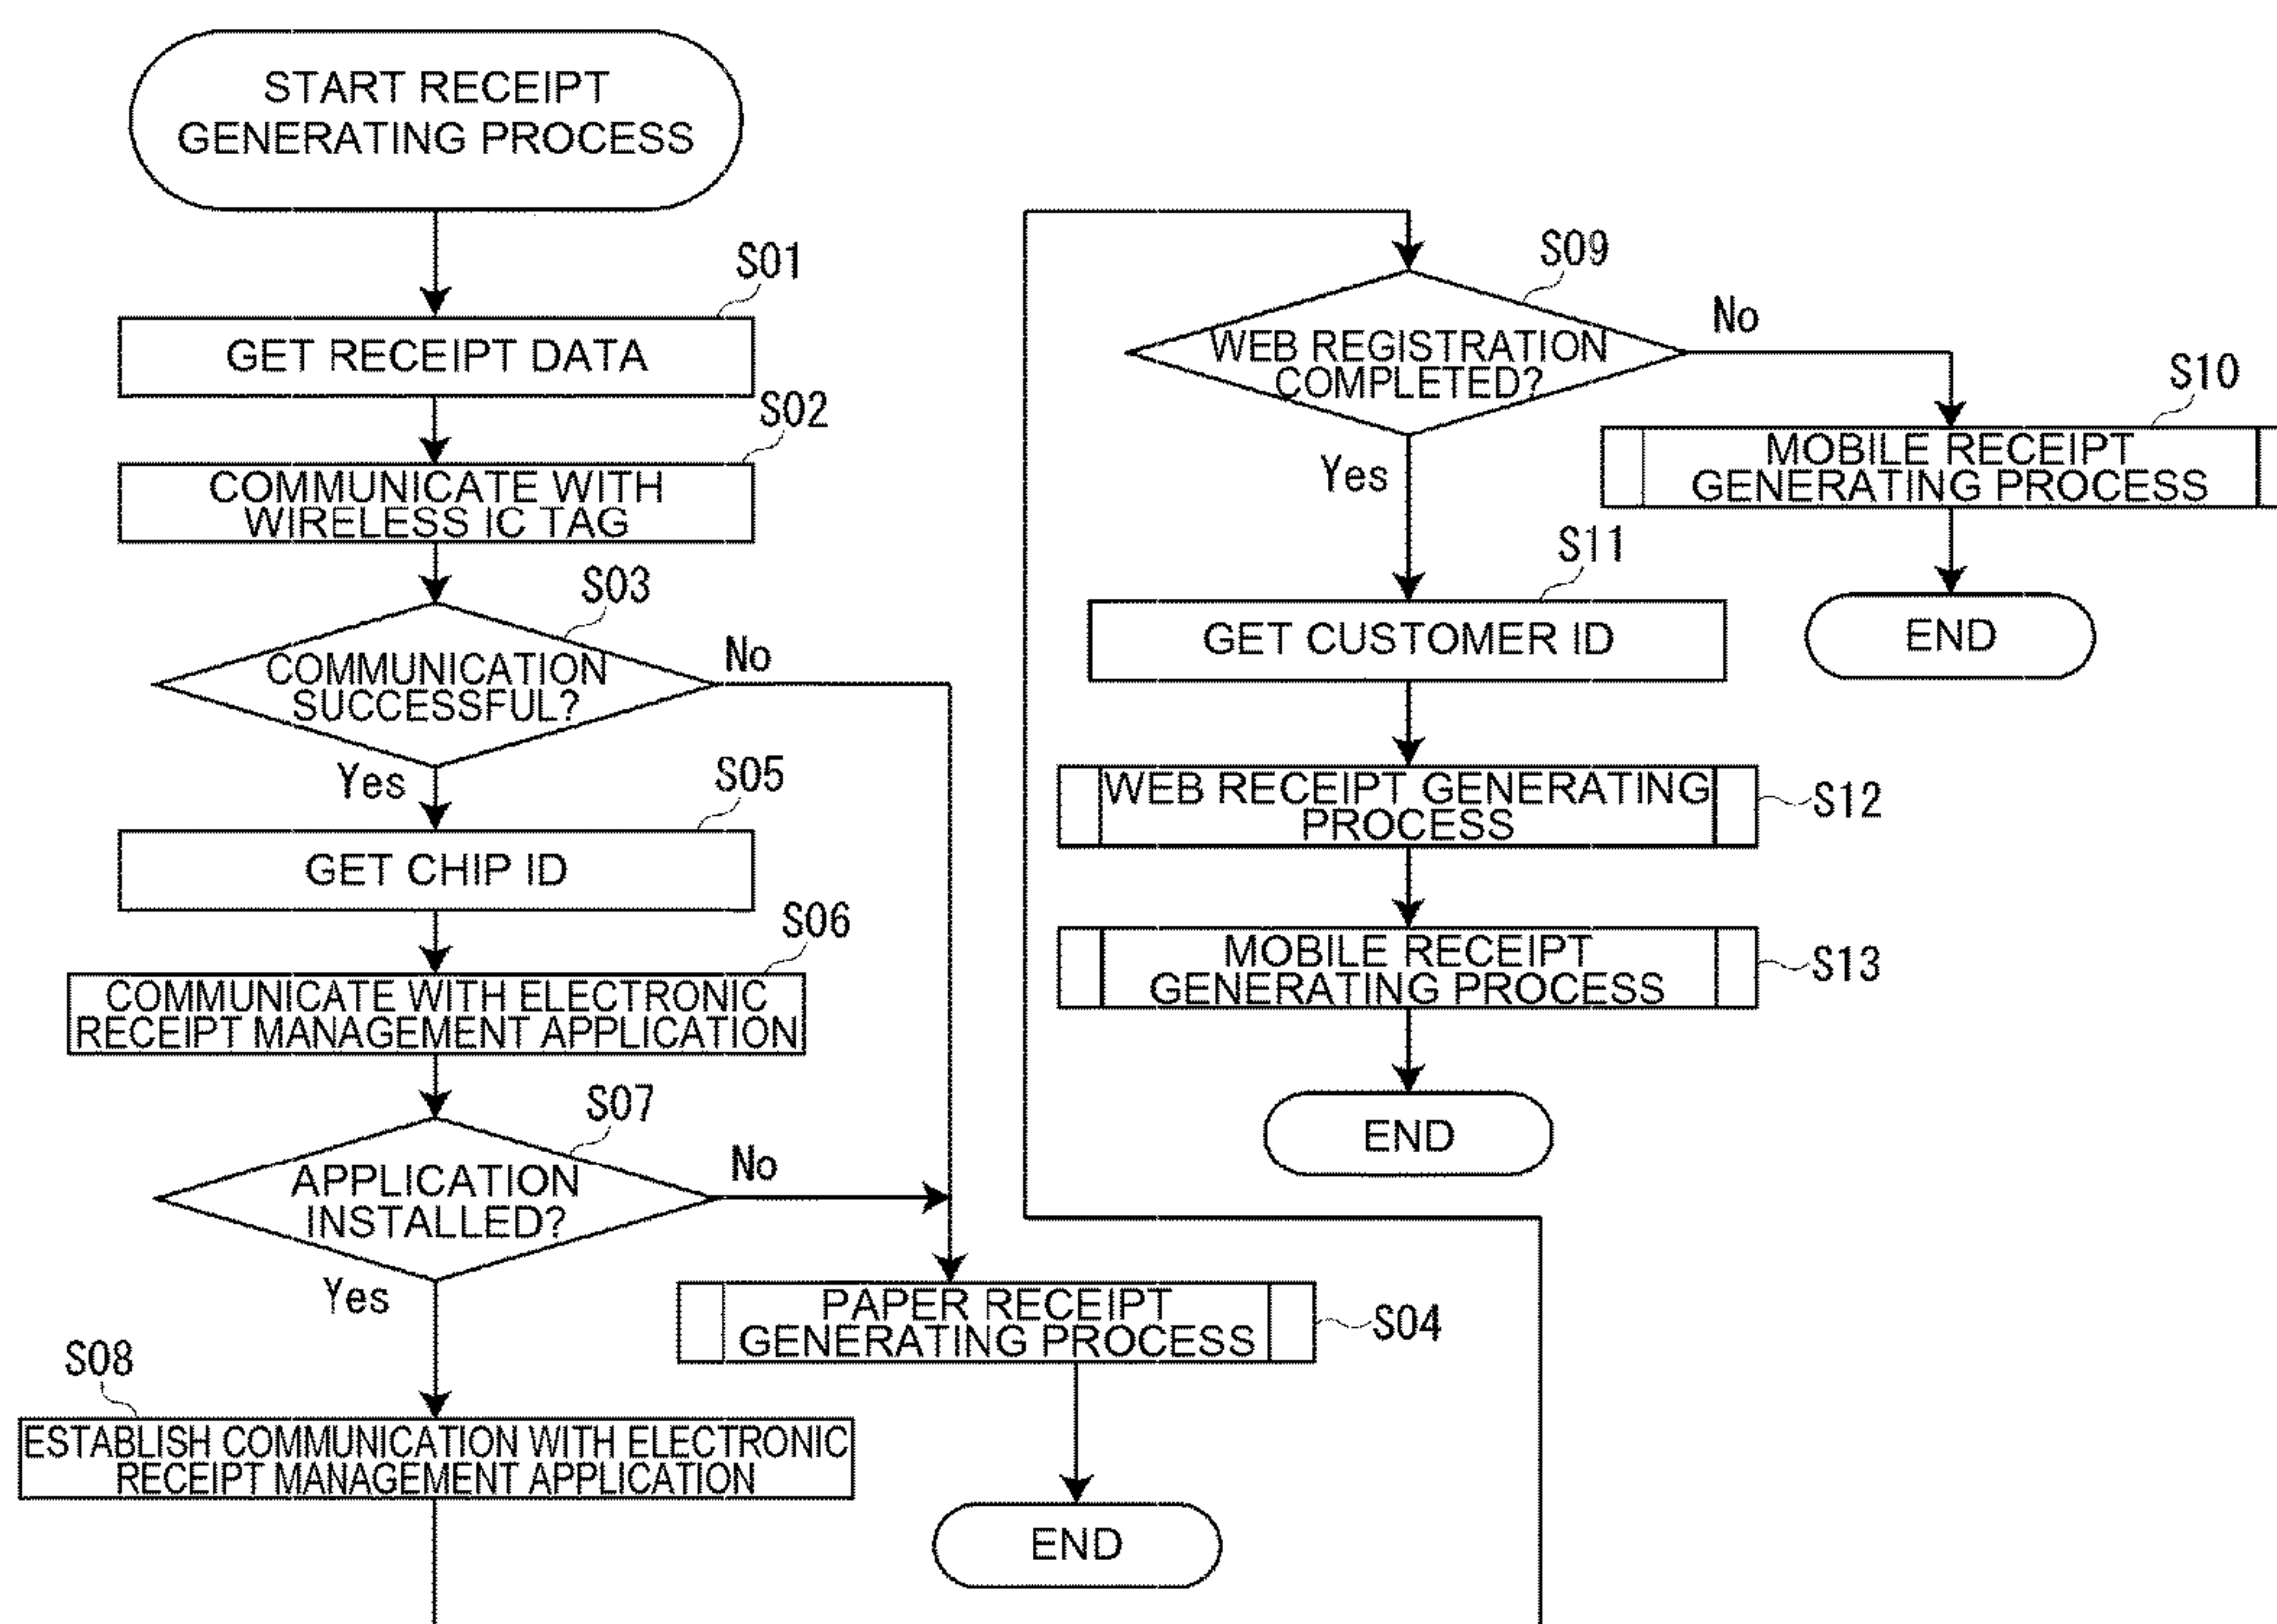 START RECEIPT
GENERATING PROCESS
S01
GET RECEIPT DATA
S02
COMMUNICATE WITH
WIRELESS IC TAG
S03
COMMUNICATION
SUCCESSFUL?
No
Yes
S05
GET CHIP ID
S06
COMMUNICATE WITH ELECTRONIC
RECEIPT MANAGEMENT APPLICATION
S07
APPLICATION
INSTALLED?
No
Yes
PAPER RECEIPT
GENERATING PROCESS
S04
END
S08
ESTABLISH COMMUNICATION WITH ELECTRONIC
RECEIPT MANAGEMENT APPLICATION
S09
WEB REGISTRATION
COMPLETED?
No
Yes
S10
MOBILE RECEIPT
GENERATING PROCESS
END
S11
GET CUSTOMER ID
WEB RECEIPT GENERATING
PROCESS
S12
MOBILE RECEIPT
GENERATING PROCESS
S13
END